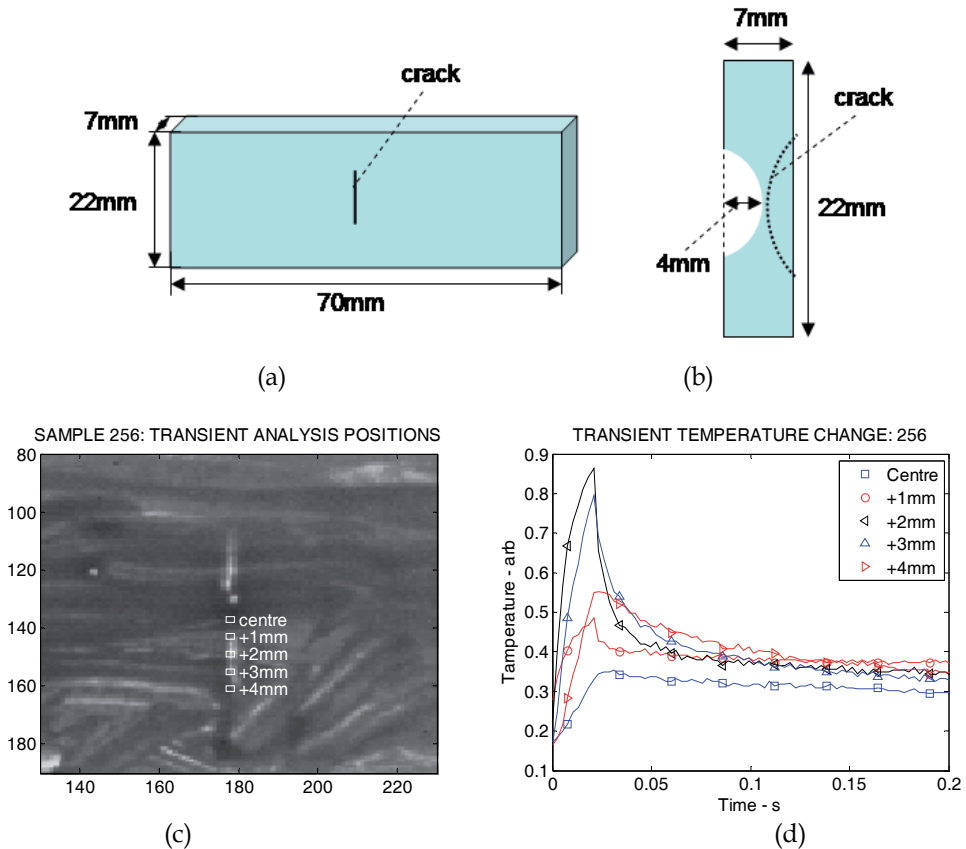 crack
7mm
22mm
70mm
(a)
7mm
crack
22mm
4mm
(b)
SAMPLE 256: TRANSIENT ANALYSIS POSITIONS
80
100
120
140
160
180
centre
+1mm
+2mm
+3mm
+4mm
140 160 180 200 220
(c)
TRANSIENT TEMPERATURE CHANGE: 256
Tamperature - arb
0.9
0.8
0.7
0.6
0.5
0.4
0.3
0.1
Centre
+1mm
+2mm
+3mm
+4mm
0 0.05 0.1 0.15 0.2
Time - s
(d)